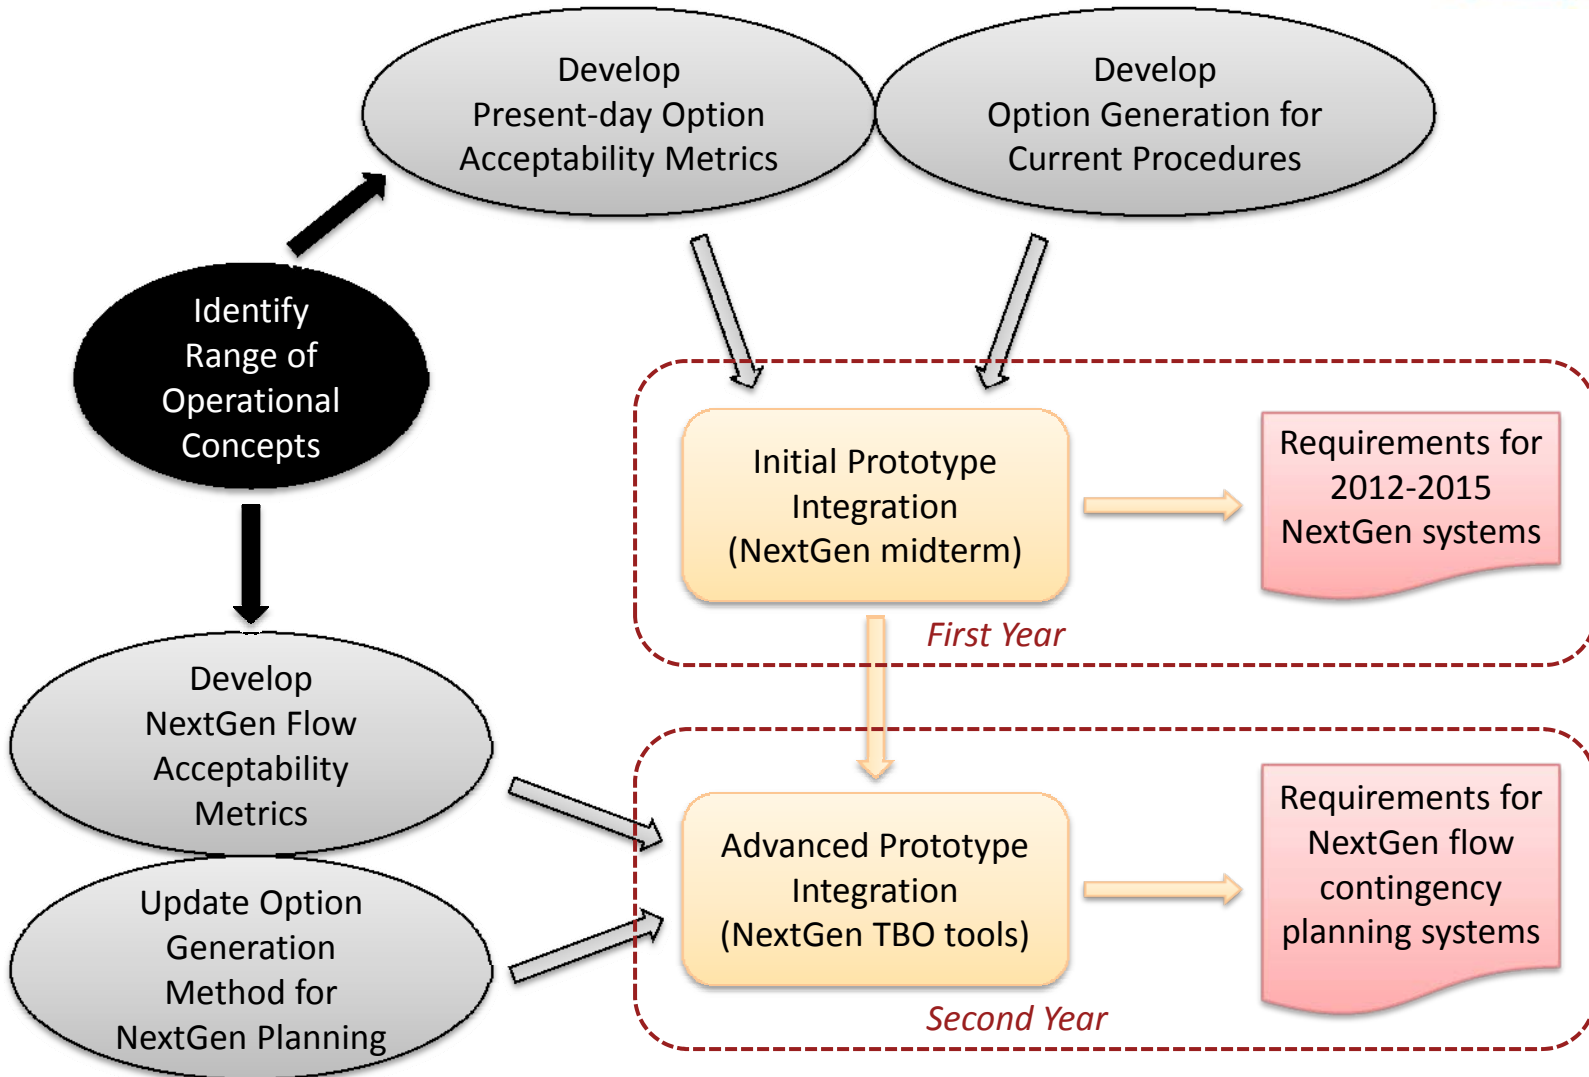 Develop
Present-day Option
Acceptability Metrics
Develop
Option Generation for
Current Procedures
Identify
Range of
Operational
Concepts
Initial Prototype
Integration
(NextGen midterm)
Requirements for
2012-2015
NextGen systems
First Year
Develop
NextGen Flow
Acceptability
Metrics
Update Option
Generation
Method for
NextGen Planning
Advanced Prototype
Integration
(NextGen TBO tools)
Requirements for
NextGen flow
contingency
planning systems
Second Year